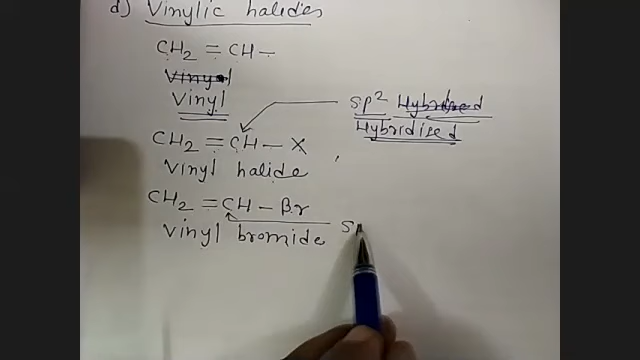 d) Vinylic halides
CH2 = CH -
Vinyl
Vinyl
sp2 Hybridised
Hybridised
CH2 = CH - X
Vinyl halide ,
CH2 = CH - Br
Vinyl bromide